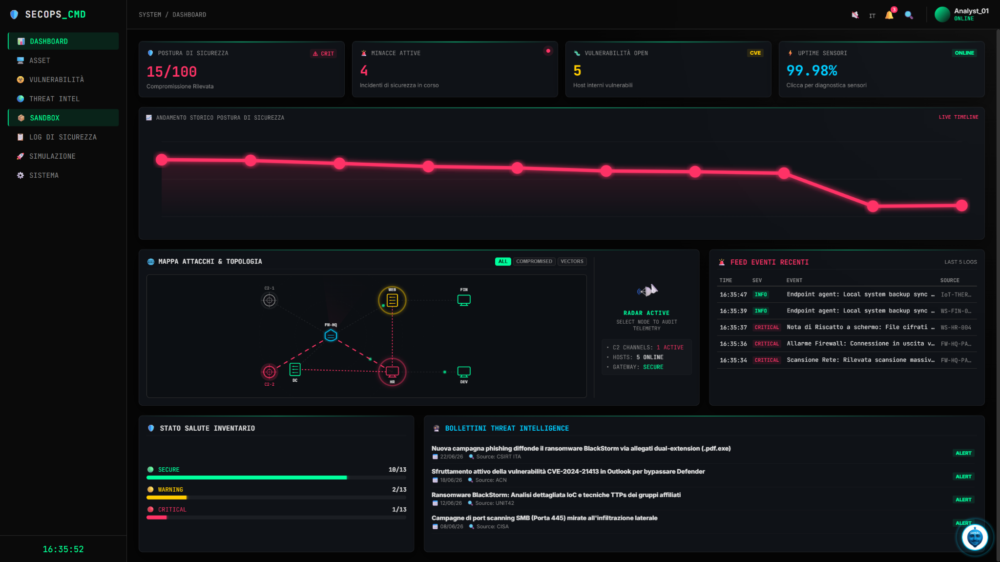 SECOPS_CMD
DASHBOARD
ASSET
VULNERABILITÀ
THREAT INTEL
SANDBOX
LOG DI SICUREZZA
SIMULAZIONE
SISTEMA
16:35:52
SYSTEM / DASHBOARD
IT
3
Analyst_01
ONLINE
POSTURA DI SICUREZZA
CRIT
15/100
Compromissione Rilevata
MINACCE ATTIVE
4
Incidenti di sicurezza in corso
VULNERABILITÀ OPEN
CVE
5
Host interni vulnerabili
UPTIME SENSORI
ONLINE
99.98%
Clicca per diagnostica sensori
ANDAMENTO STORICO POSTURA DI SICUREZZA
LIVE TIMELINE
MAPPA ATTACCHI & TOPOLOGIA
ALL COMPROMISED VECTORS
C2-1
WEB
FIN
FW-HQ
C2-2
DC
HR
DEV
RADAR ACTIVE
SELECT NODE TO AUDIT
TELEMETRY
• C2 CHANNELS: 1 ACTIVE
• HOSTS: 5 ONLINE
• GATEWAY: SECURE
FEED EVENTI RECENTI
LAST 5 LOGS
TIME SEV EVENT SOURCE
16:35:47 INFO Endpoint agent: Local system backup sync … IoT-THER…
16:35:39 INFO Endpoint agent: Local system backup sync … WS-FIN-0…
16:35:37 CRITICAL Nota di Riscatto a schermo: File cifrati … WS-HR-004
16:35:36 CRITICAL Allarme Firewall: Connessione in uscita v… FW-HQ-PA…
16:35:34 CRITICAL Scansione Rete: Rilevata scansione massiv… FW-HQ-PA…
STATO SALUTE INVENTARIO
SECURE 10/13
WARNING 2/13
CRITICAL 1/13
BOLLETTINI THREAT INTELLIGENCE
Nuova campagna phishing diffonde il ransomware BlackStorm via allegati dual-extension (.pdf.exe)
22/06/26 Source: CSIRT ITA
ALERT
Sfruttamento attivo della vulnerabilità CVE-2024-21413 in Outlook per bypassare Defender
18/06/26 Source: ACN
ALERT
Ransomware BlackStorm: Analisi dettagliata IoC e tecniche TTPs dei gruppi affiliati
12/06/26 Source: UNIT42
ALERT
Campagne di port scanning SMB (Porta 445) mirate all'infiltrazione laterale
08/06/26 Source: CISA
ALERT